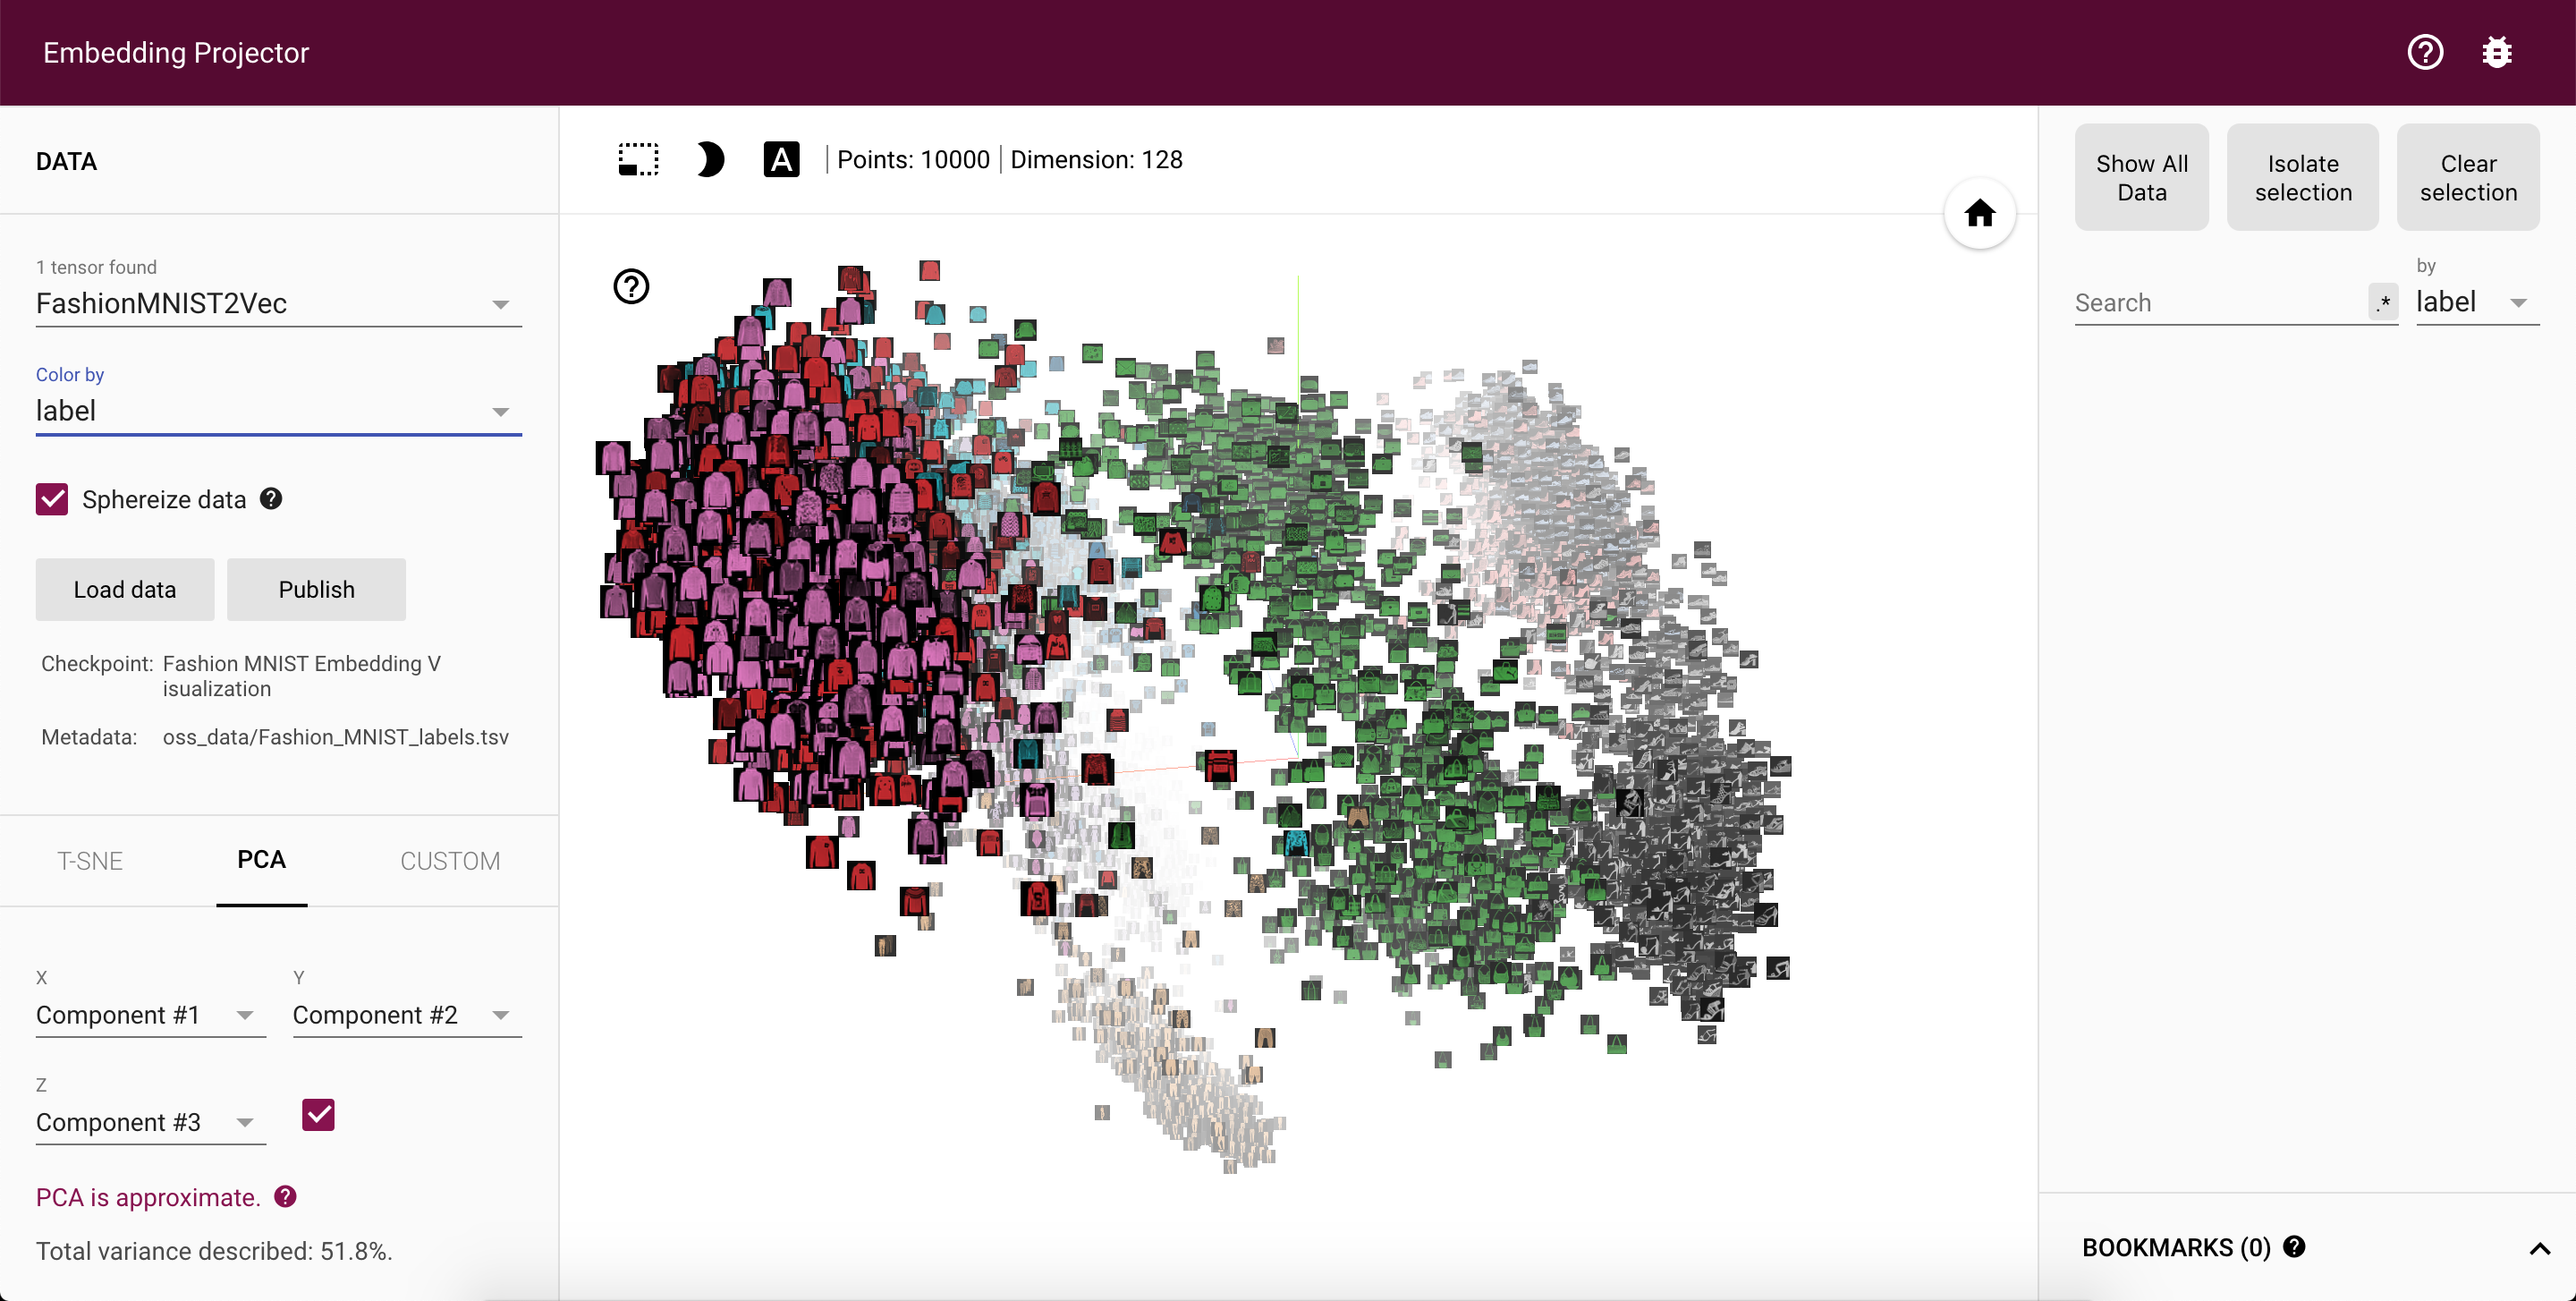 Embedding Projector
DATA
1 tensor found
FashionMNIST2Vec
Color by
label
Sphereize data
Load data
Publish
Checkpoint: Fashion MNIST Embedding V
isualization
Metadata: oss_data/Fashion_MNIST_labels.tsv
T-SNE
PCA
CUSTOM
X
Y
Component #1
Component #2
Z
Component #3
PCA is approximate.
Total variance described: 51.8%.
A
Points: 10000
Dimension: 128
Show All
Data
Isolate
selection
Clear
selection
Search
.*
by
label
BOOKMARKS (0)